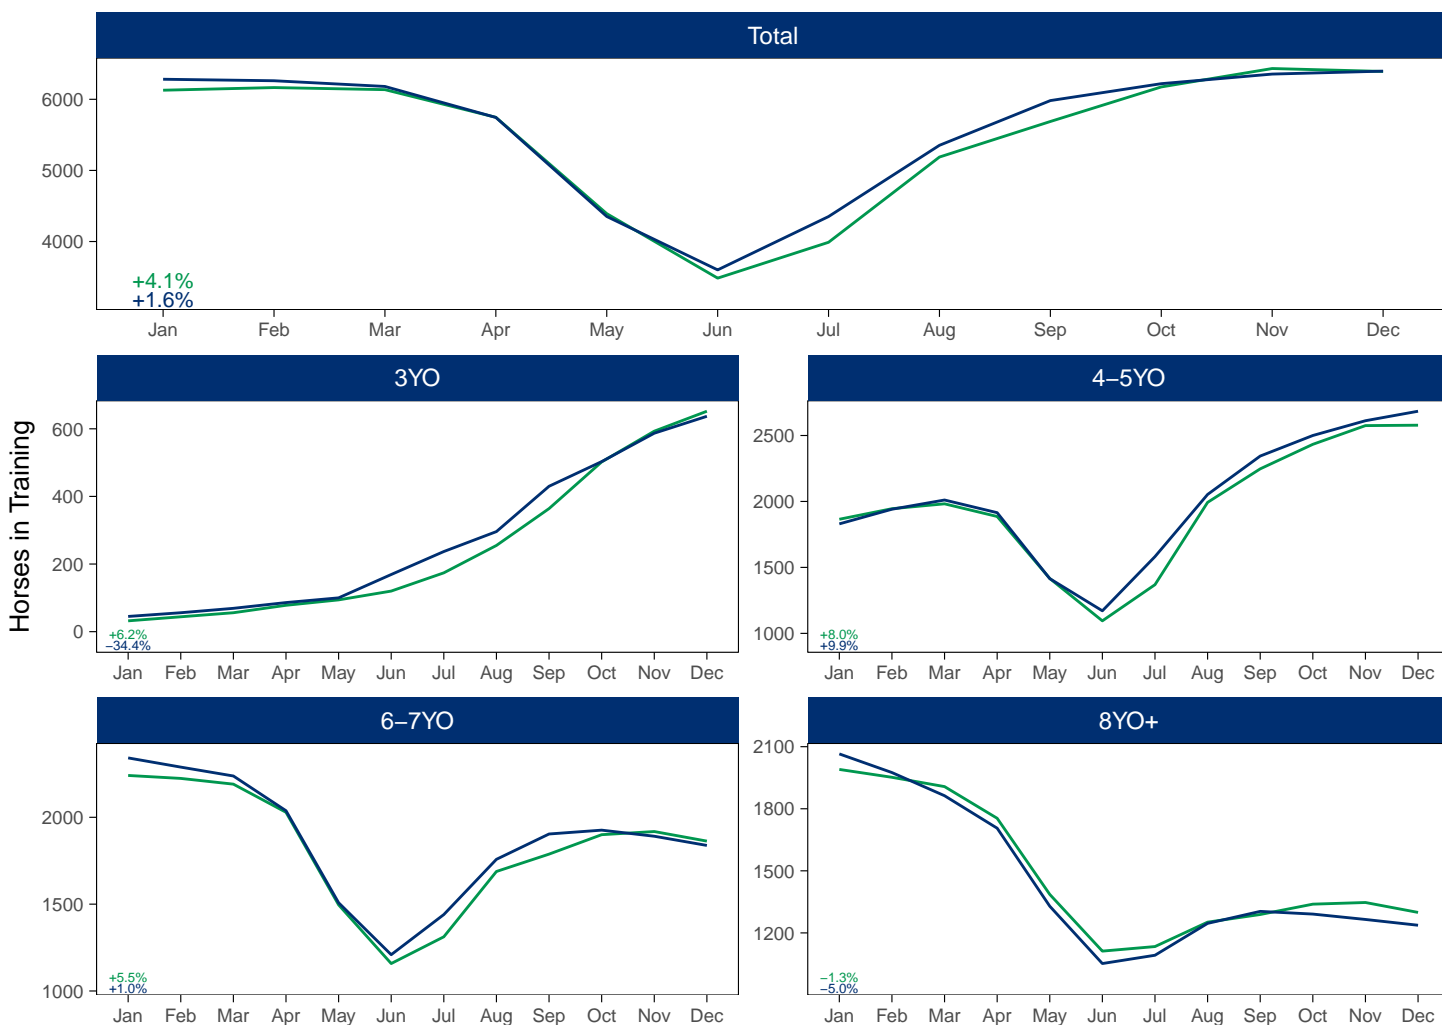 Total
6000
5000
4000
+4.1%
+1.6%
Jan Feb Mar Apr May Jun Jul Aug Sep Oct Nov Dec
Horses in Training
3YO
600
400
200
0
+6.2%
−34.4%
Jan Feb Mar Apr May Jun Jul Aug Sep Oct Nov Dec
4−5YO
2500
2000
1500
1000
+8.0%
+9.9%
Jan Feb Mar Apr May Jun Jul Aug Sep Oct Nov Dec
6−7YO
2000
1500
1000
+5.5%
+1.0%
Jan Feb Mar Apr May Jun Jul Aug Sep Oct Nov Dec
8YO+
2100
1800
1500
1200
−1.3%
−5.0%
Jan Feb Mar Apr May Jun Jul Aug Sep Oct Nov Dec